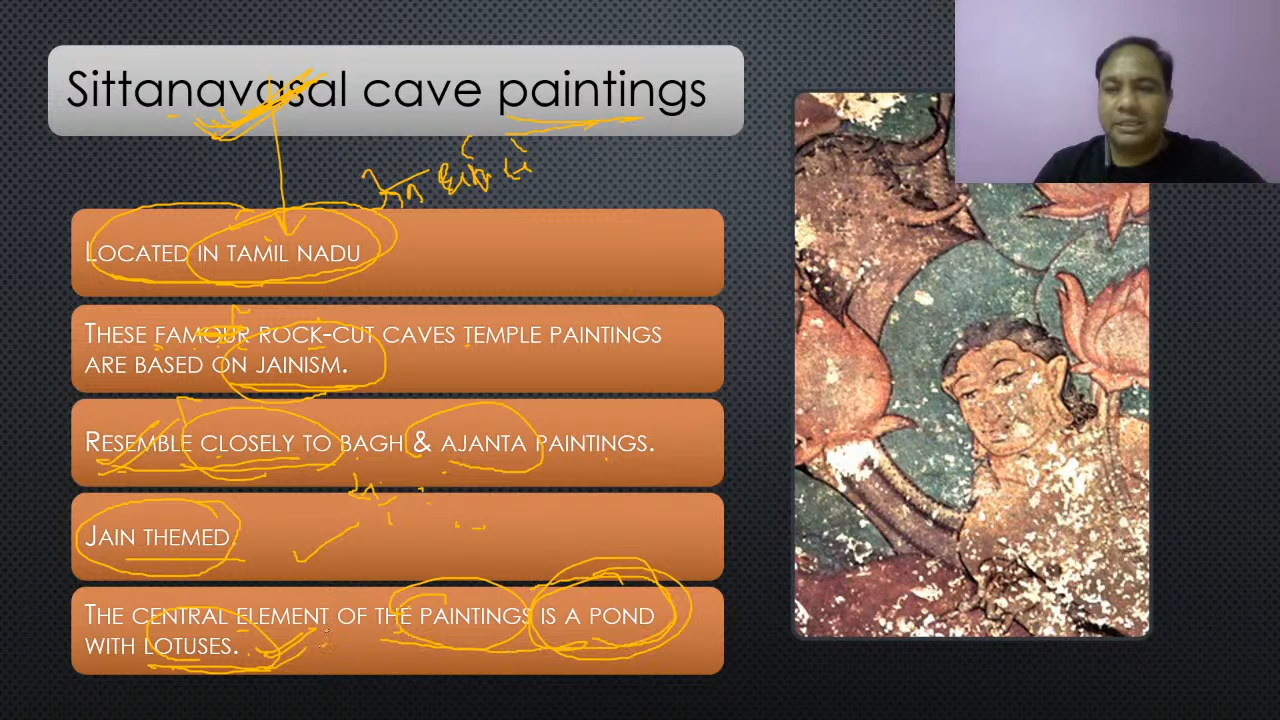 Sittanavasal cave paintings
Located in Tamil Nadu
These famour rock-cut caves temple paintings
are based on Jainism.
Resemble closely to Bagh & Ajanta paintings.
Jain themed
The central element of the paintings is a pond
with lotuses.